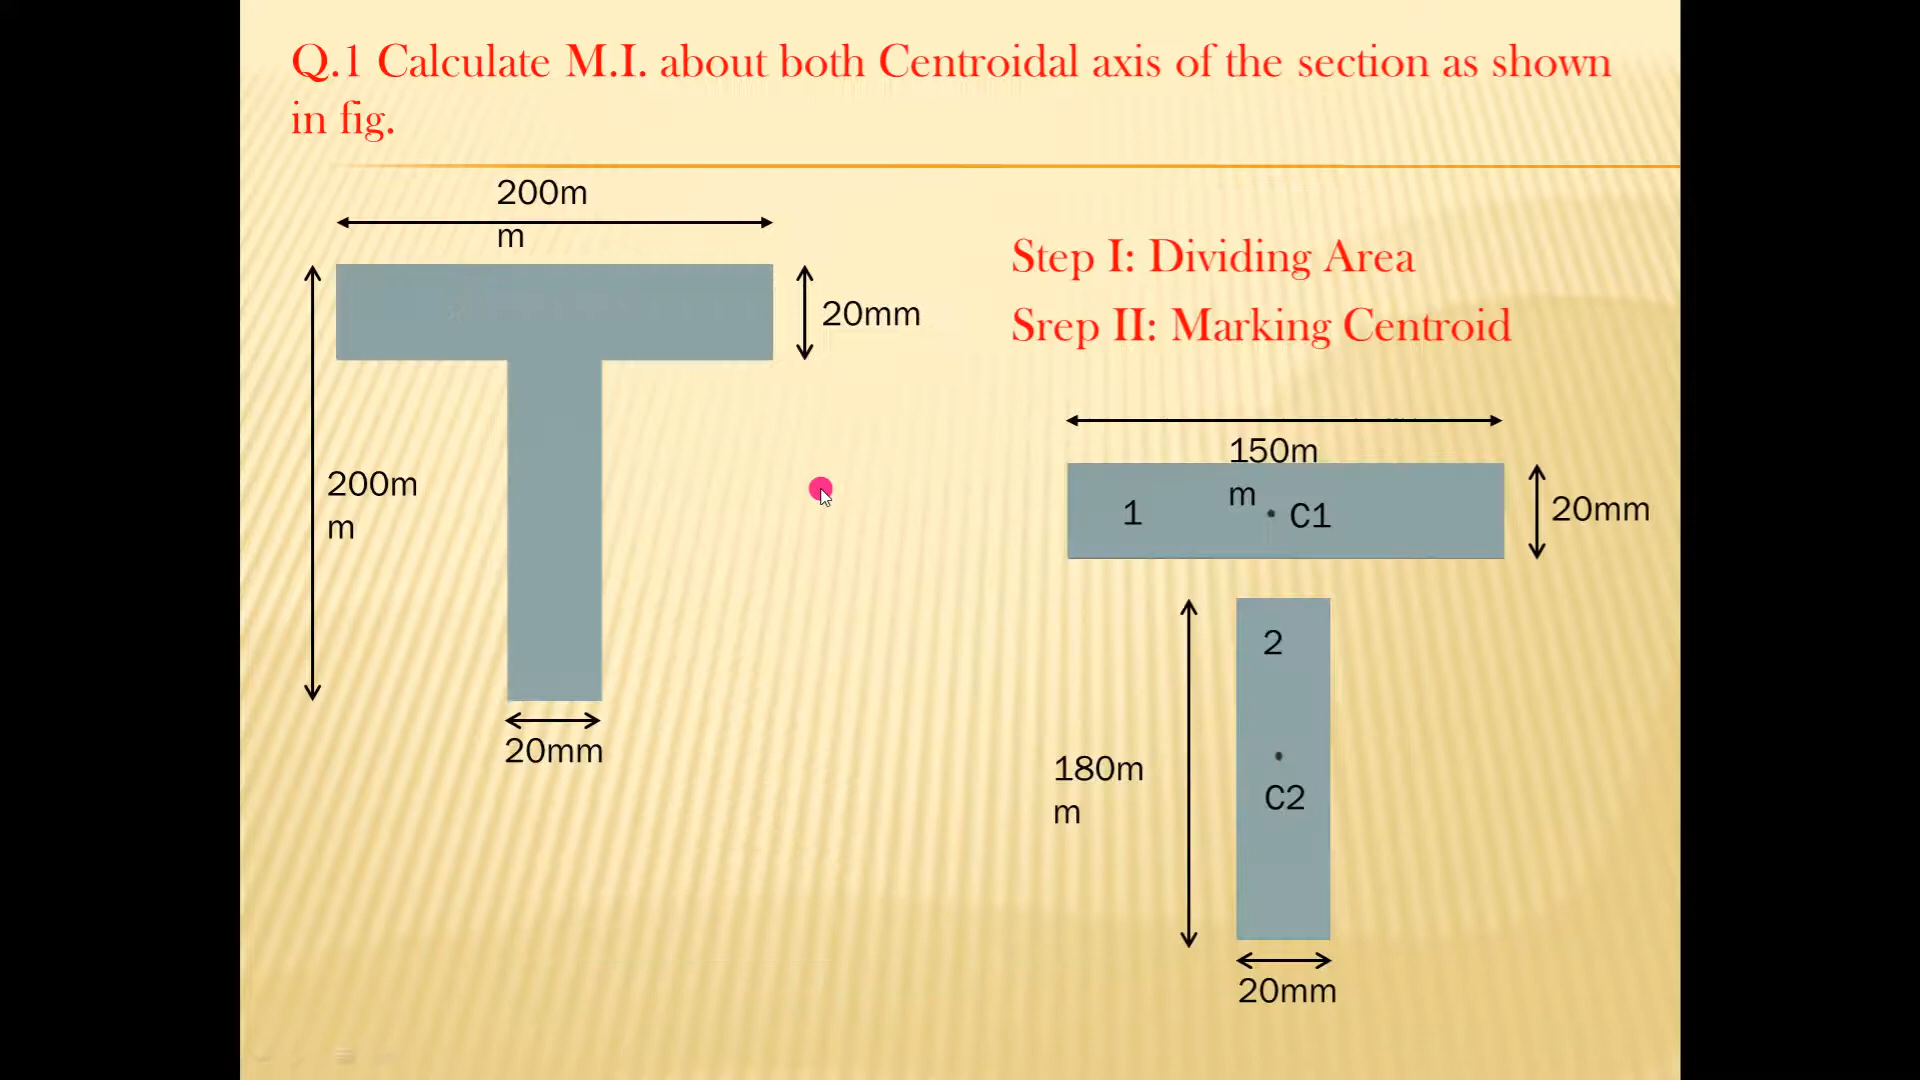 Q.1 Calculate M.I. about both Centroidal axis of the section as shown
in fig.
200m
m
20mm
200m
m
20mm
Step I: Dividing Area
Srep II: Marking Centroid
150m
m
1
C1
20mm
2
180m
m
C2
20mm